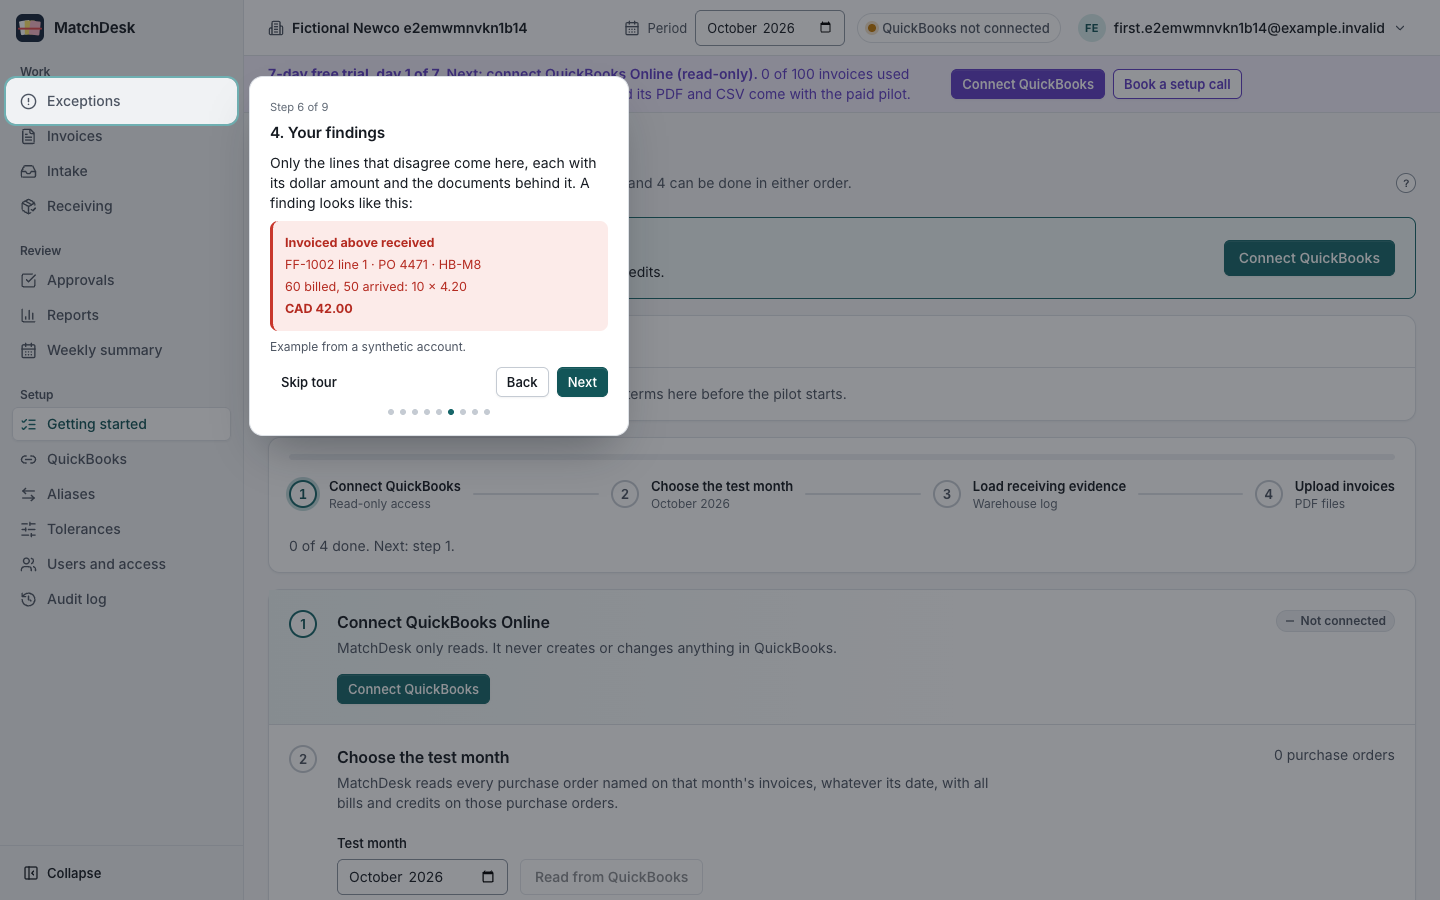 MatchDesk
Fictional Newco e2emwmnvkn1b14
Period
October 2026
QuickBooks not connected
FE
first.e2emwmnvkn1b14@example.invalid
Work
Exceptions
Invoices
Intake
Receiving
Review
Approvals
Reports
Weekly summary
Setup
Getting started
QuickBooks
Aliases
Tolerances
Users and access
Audit log
Collapse
7-day free trial, day 1 of 7. Next: connect QuickBooks Online (read-only). 0 of 100 invoices used
its PDF and CSV come with the paid pilot.
Connect QuickBooks
Book a setup call
Step 6 of 9
4. Your findings
Only the lines that disagree come here, each with
its dollar amount and the documents behind it. A
finding looks like this:
Invoiced above received
FF-1002 line 1 · PO 4471 · HB-M8
60 billed, 50 arrived: 10 × 4.20
CAD 42.00
Example from a synthetic account.
Skip tour
Back
Next
and 4 can be done in either order.
?
edits.
Connect QuickBooks
terms here before the pilot starts.
1
Connect QuickBooks
Read-only access
2
Choose the test month
October 2026
3
Load receiving evidence
Warehouse log
4
Upload invoices
PDF files
0 of 4 done. Next: step 1.
1
Connect QuickBooks Online
Not connected
MatchDesk only reads. It never creates or changes anything in QuickBooks.
Connect QuickBooks
2
Choose the test month
0 purchase orders
MatchDesk reads every purchase order named on that month's invoices, whatever its date, with all
bills and credits on those purchase orders.
Test month
October 2026
Read from QuickBooks